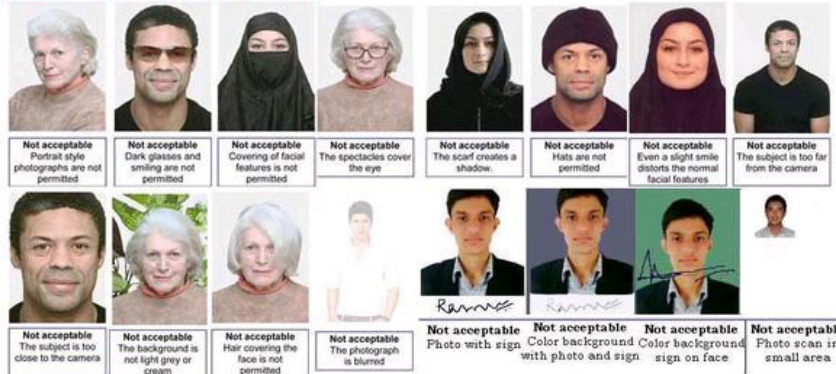 Not acceptable
Portrait style
photographs are not
permitted
Not acceptable
Dark glasses and
smiling are not
permitted
Not acceptable
Covering of facial
features is not
permitted
Not acceptable
The spectacles cover
the eye
Not acceptable
The scarf creates a
shadow.
Not acceptable
Hats are not
permitted
Not acceptable
Even a slight smile
distorts the normal
facial features
Not acceptable
The subject is too far
from the camera
Not acceptable
The subject is too
close to the camera
Not acceptable
The background is
not light grey or
cream
Not acceptable
Hair covering the
face is not
permitted
Not acceptable
The photograph
is blurred
Not acceptable
Photo with sign
Not acceptable
Color background
with photo and sign
Not acceptable
Color background
sign on face
Not acceptable
Photo scan in
small area